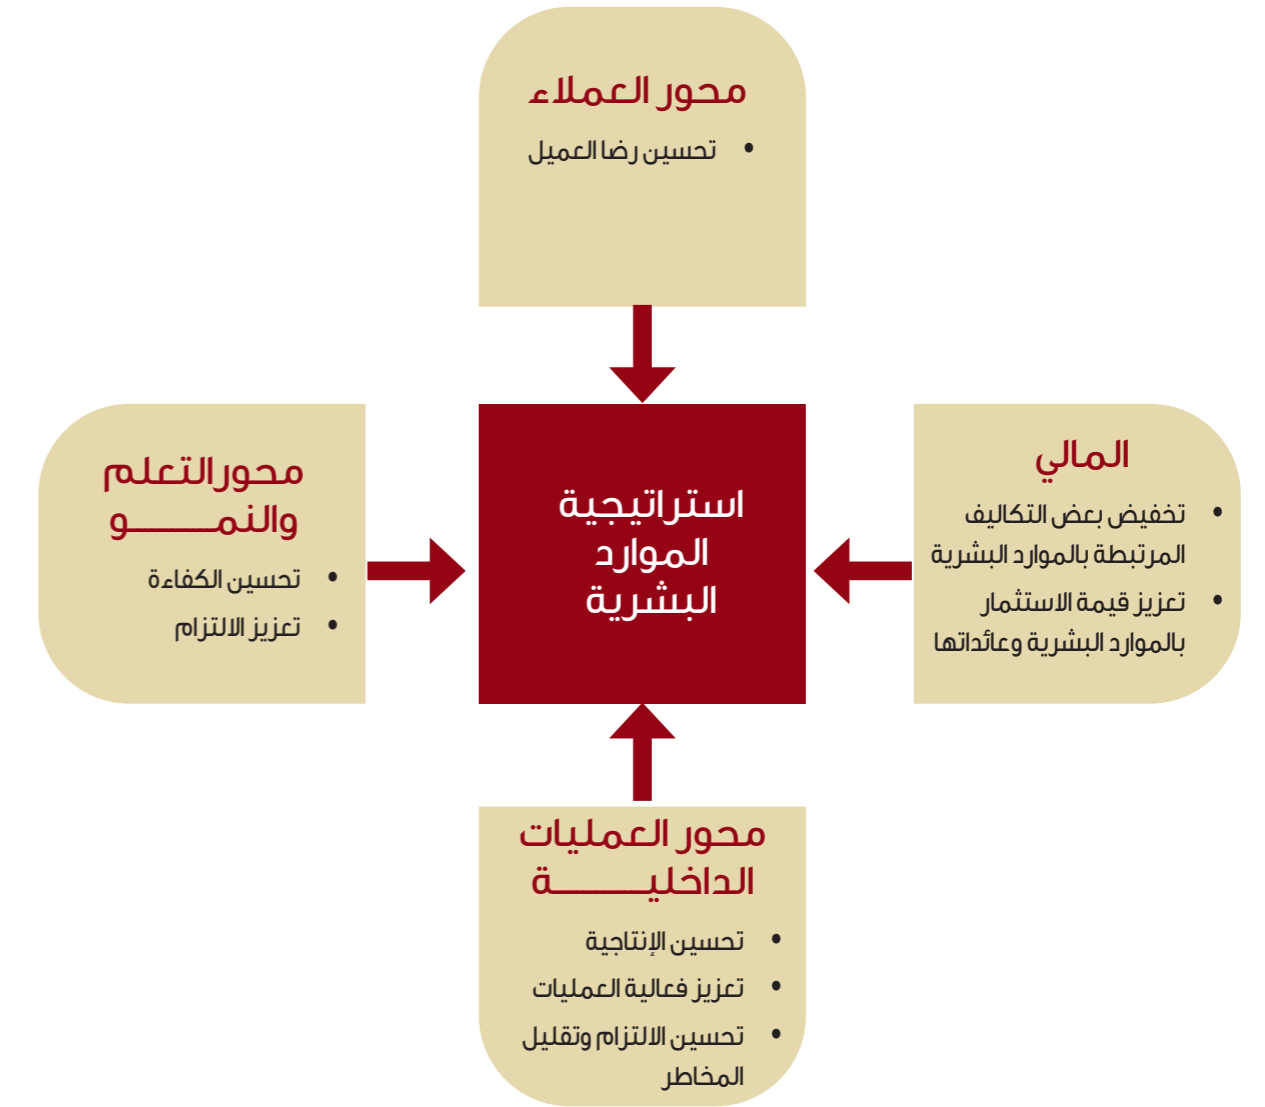 محور العملاء
• تحسين رضا العميل
المالي
• تخفيض بعض التكاليف
المرتبطة بالموارد البشرية
• تعزيز قيمة الاستثمار
بالموارد البشرية وعائداتها
استراتيجية
الموارد
البشرية
محور التعلم
والنمـــــــــو
• تحسين الكفاءة
• تعزيز الالتزام
محور العمليات
الداخليـــــــــــة
• تحسين الإنتاجية
• تعزيز فعالية العمليات
• تحسين الالتزام وتقليل
المخاطر